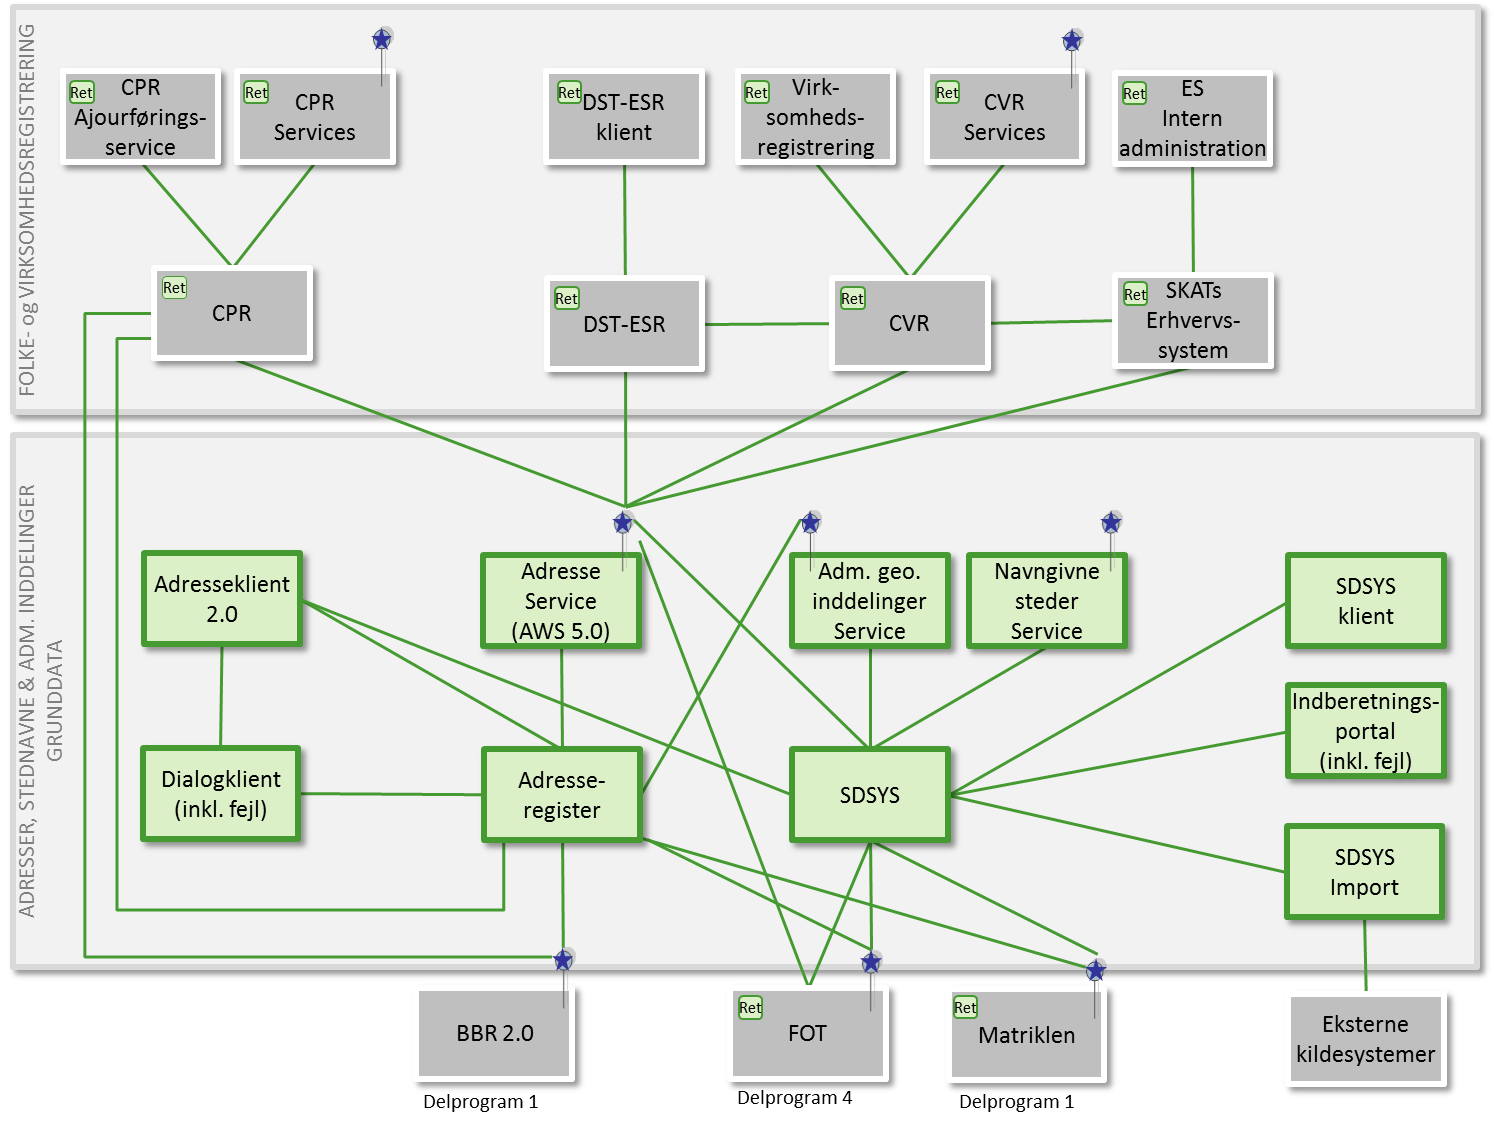 FOLKE- og VIRKSOMHEDSREGISTRERING
Ret
CPR
Ajourførings-
service
Ret
CPR
Services
Ret
DST-ESR
klient
Ret
Virk-
somheds-
registrering
Ret
CVR
Services
Ret
ES
Intern
administration
Ret
CPR
Ret
DST-ESR
Ret
CVR
Ret
SKATs
Erhvervs-
system
ADRESSER, STEDNAVNE & ADM. INDDELINGER
GRUNDDATA
Adresseklient
2.0
Adresse
Service
(AWS 5.0)
Adm. geo.
inddelinger
Service
Navngivne
steder
Service
SDSYS
klient
Indberetnings-
portal
(inkl. fejl)
Dialogklient
(inkl. fejl)
Adresse-
register
SDSYS
SDSYS
Import
BBR 2.0
Ret
FOT
Ret
Matriklen
Eksterne
kildesystemer
Delprogram 1
Delprogram 4
Delprogram 1